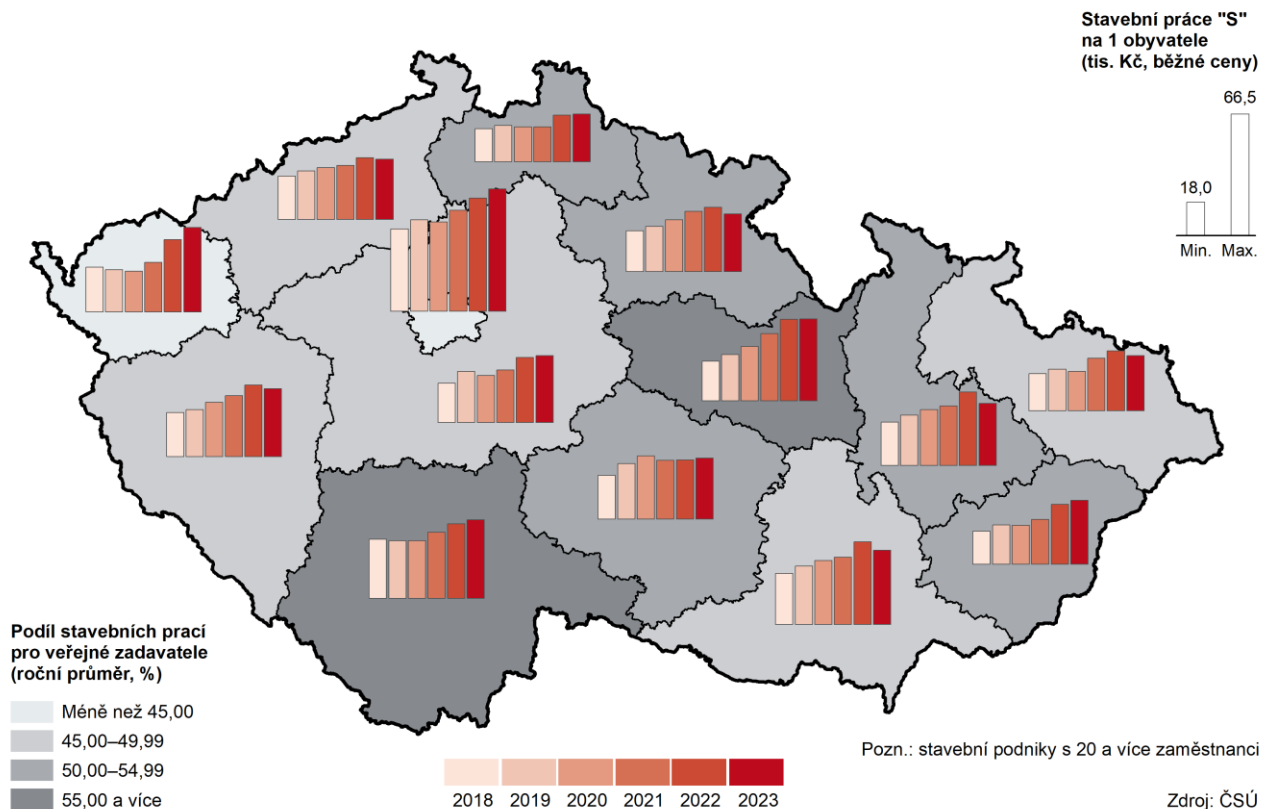 Stavební práce "S"
na 1 obyvatele
(tis. Kč, běžné ceny)
66,5
18,0
Min. Max.
Podíl stavebních prací
pro veřejné zadavatele
(roční průměr, %)
Méně než 45,00
45,00–49,99
50,00–54,99
55,00 a více
2018 2019 2020 2021 2022 2023
Pozn.: stavební podniky s 20 a více zaměstnanci
Zdroj: ČSÚ